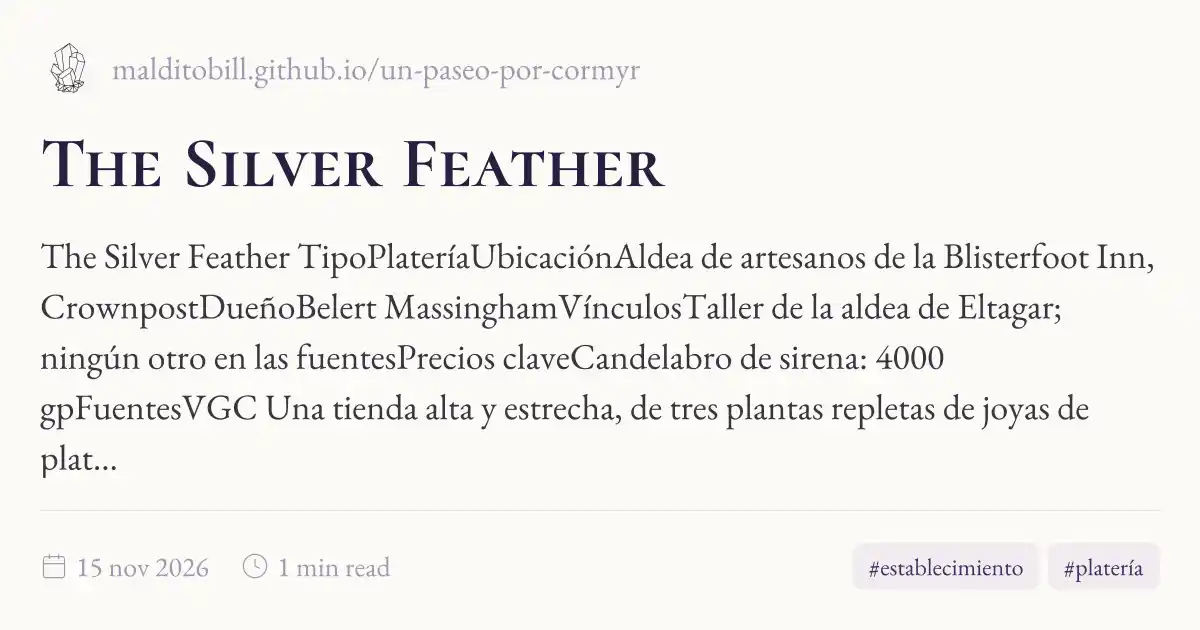 malditobill.github.io/un-paseo-por-cormyr
The Silver Feather
The Silver Feather TipoPlateríaUbicaciónAldea de artesanos de la Blisterfoot Inn,
CrownpostDueñoBelert MassinghamVínculosTaller de la aldea de Eltagar;
ningún otro en las fuentesPrecios claveCandelabro de sirena: 4000
gpFuentesVGC Una tienda alta y estrecha, de tres plantas repletas de joyas de
plat...
15 nov 2026 1 min read #establecimiento #platería